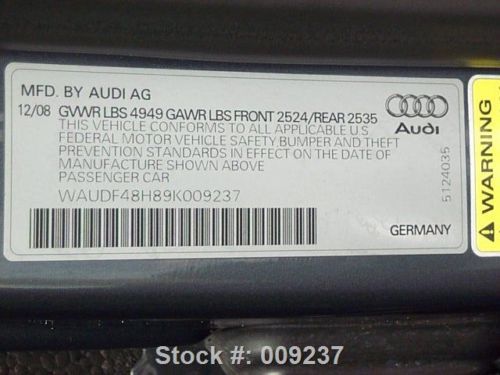 MFD. BY AUDI AG
12/08 GVWR LBS 4949 GAWR LBS FRONT 2524/REAR 2535
THIS VEHICLE CONFORMS TO ALL APPLICABLE U S
FEDERAL MOTOR VEHICLE SAFETY BUMPER AND THEFT
PREVENTION STANDARDS IN EFFECT ON THE DATE
OF MANUFACTURE SHOWN ABOVE
PASSENGER CAR
WAUDF48H89K009237
Audi
5124035
GERMANY
WARNING
Stock #: 009237